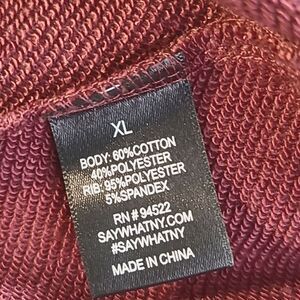 XL
BODY: 60%COTTON
40%POLYESTER
RIB: 95%POLYESTER
5%SPANDEX
RN # 94522
SAYWHATNY.COM
#SAYWHATNY
MADE IN CHINA